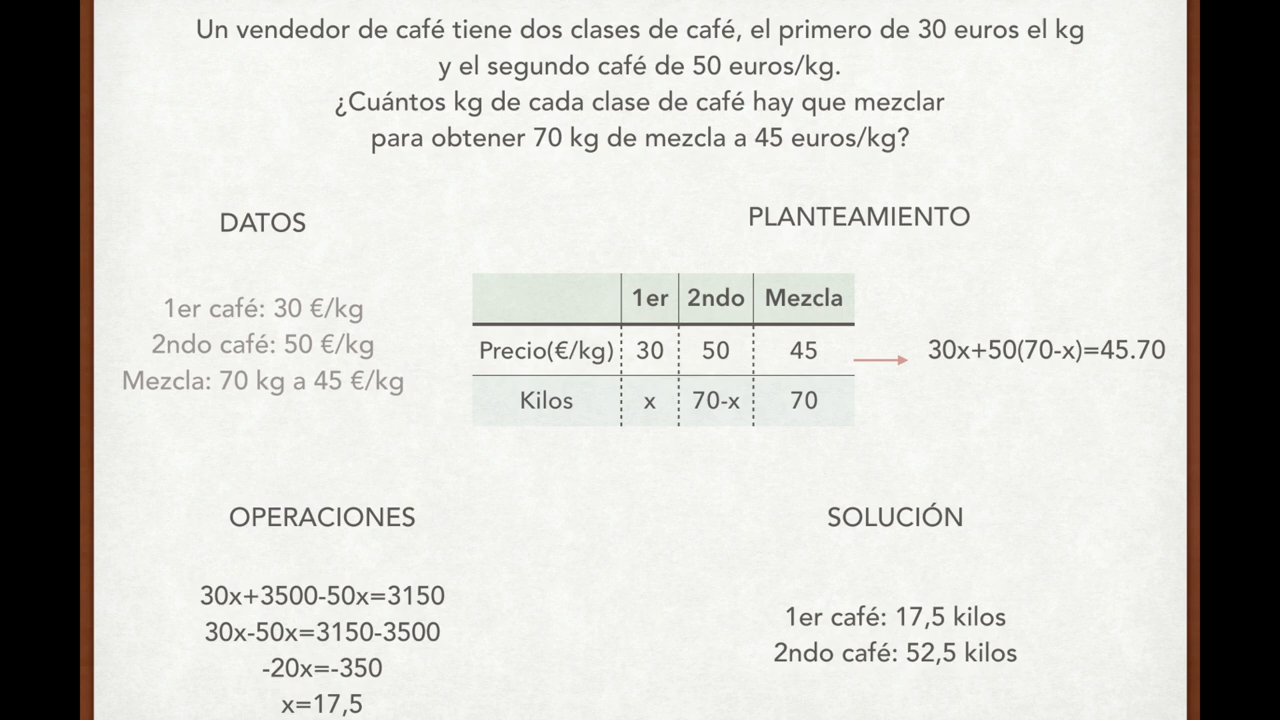 Un vendedor de café tiene dos clases de café, el primero de 30 euros el kg
y el segundo café de 50 euros/kg.
¿Cuántos kg de cada clase de café hay que mezclar
para obtener 70 kg de mezcla a 45 euros/kg?
DATOS
1er café: 30 €/kg
2ndo café: 50 €/kg
Mezcla: 70 kg a 45 €/kg
PLANTEAMIENTO
1er 2ndo Mezcla
Precio(€/kg) 30 50 45
Kilos x 70-x 70
30x+50(70-x)=45.70
OPERACIONES
30x+3500-50x=3150
30x-50x=3150-3500
-20x=-350
x=17,5
SOLUCIÓN
1er café: 17,5 kilos
2ndo café: 52,5 kilos